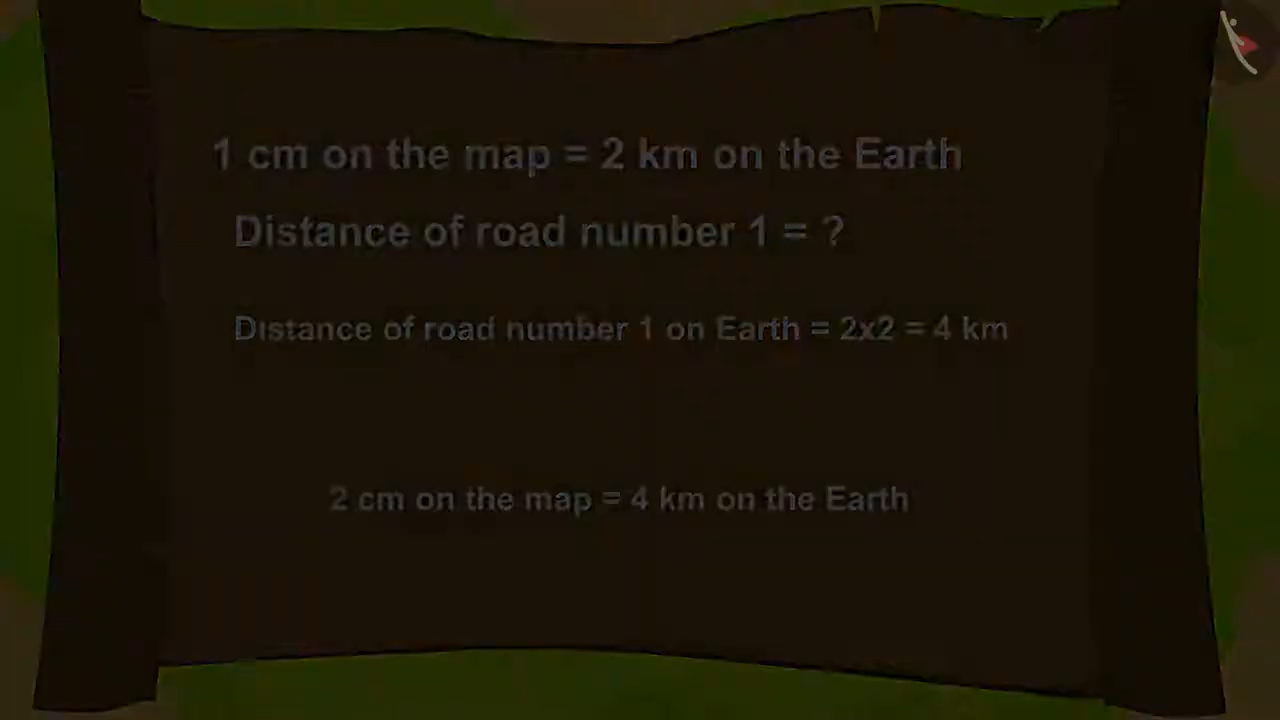 1 cm on the map = 2 km on the Earth
Distance of road number 1 = ?
Distance of road number 1 on Earth = 2x2 = 4 km
2 cm on the map = 4 km on the Earth